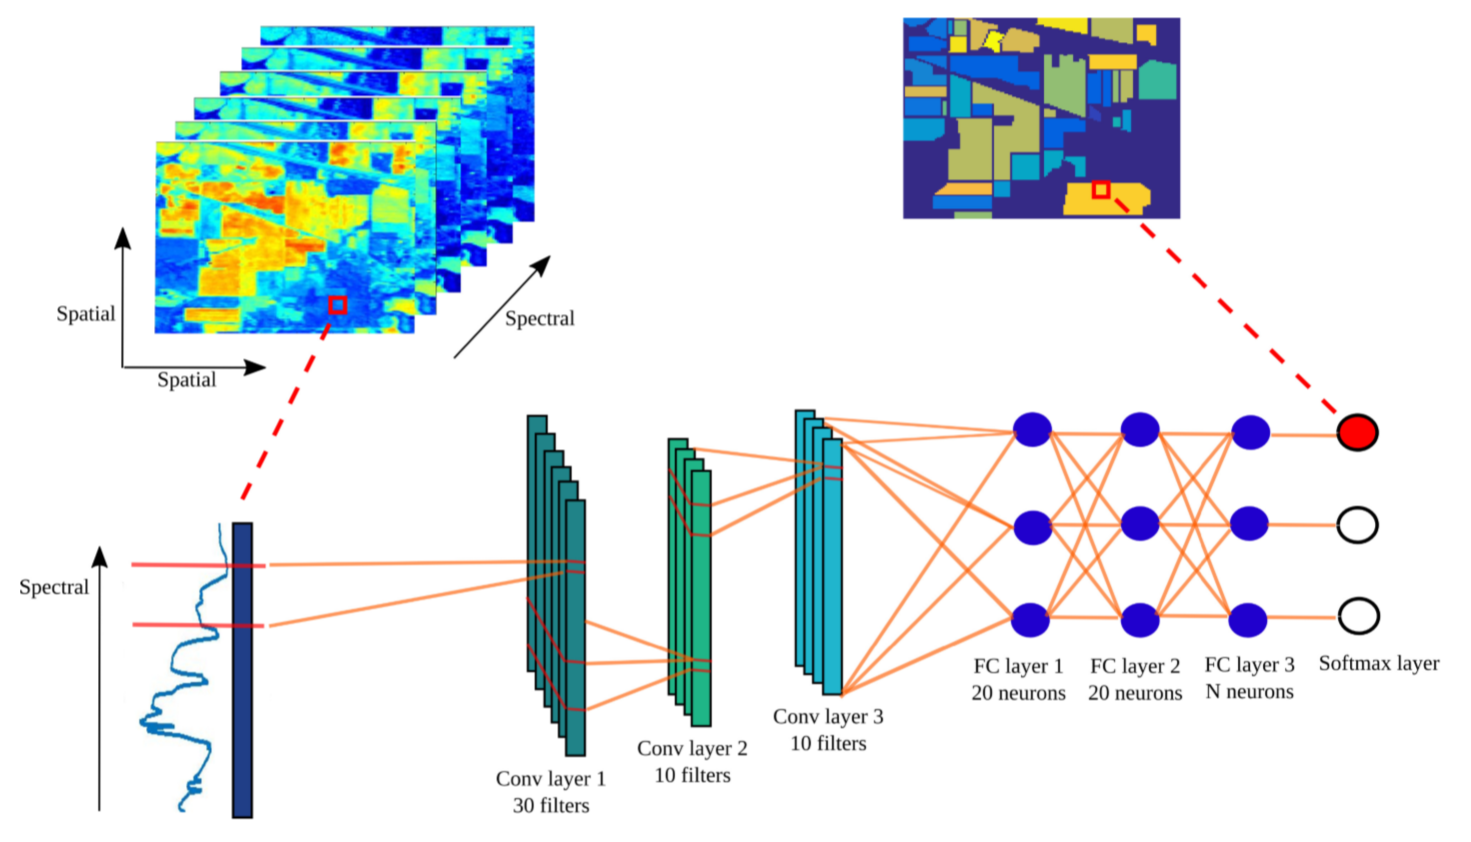 Spatial
Spatial
Spectral
Spectral
Conv layer 1
30 filters
Conv layer 2
10 filters
Conv layer 3
10 filters
FC layer 1
20 neurons
FC layer 2
20 neurons
FC layer 3
N neurons
Softmax layer